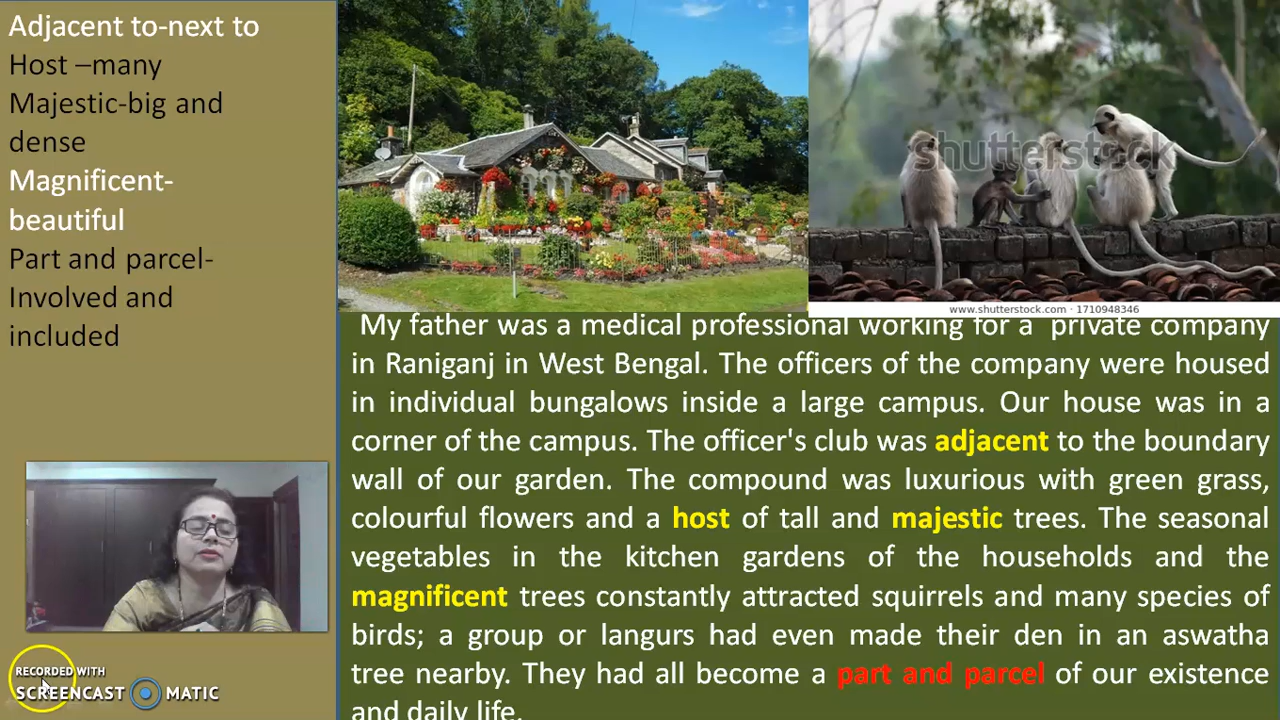 Adjacent to-next to
Host –many
Majestic-big and
dense
Magnificent-
beautiful
Part and parcel-
Involved and
included
shutterstock
www.shutterstock.com · 1710948346
My father was a medical professional working for a private company
in Raniganj in West Bengal. The officers of the company were housed
in individual bungalows inside a large campus. Our house was in a
corner of the campus. The officer's club was adjacent to the boundary
wall of our garden. The compound was luxurious with green grass,
colourful flowers and a host of tall and majestic trees. The seasonal
vegetables in the kitchen gardens of the households and the
magnificent trees constantly attracted squirrels and many species of
birds; a group or langurs had even made their den in an aswatha
tree nearby. They had all become a part and parcel of our existence
and daily life.
RECORDED WITH
SCREENCAST MATIC